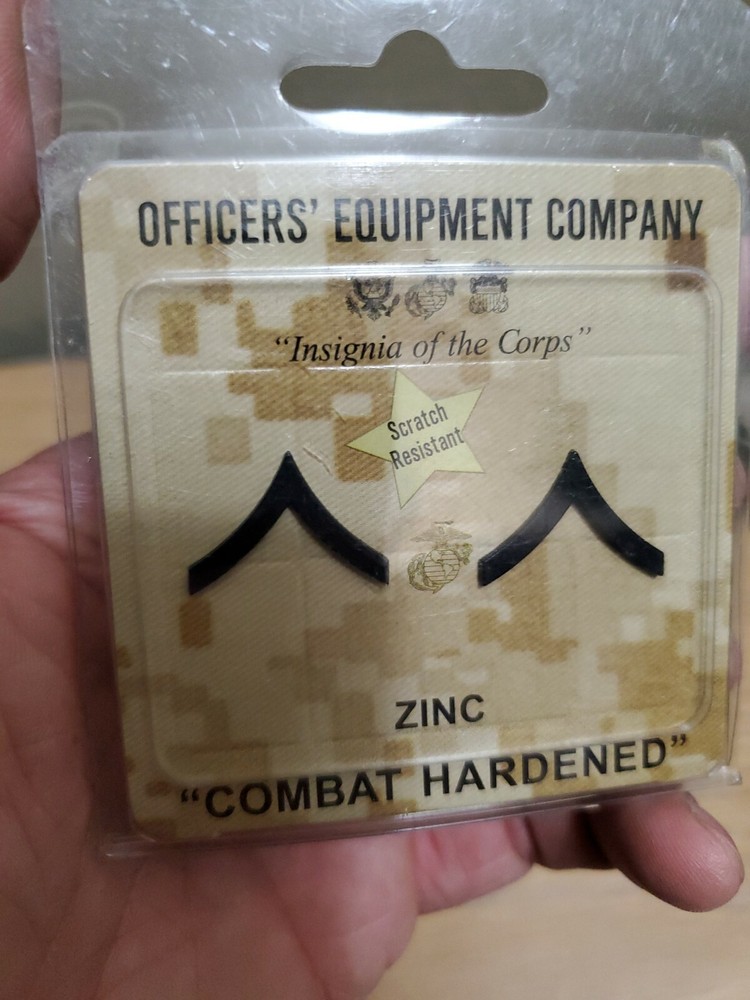 OFFICERS' EQUIPMENT COMPANY
“Insignia of the Corps”
Scratch
Resistant
ZINC
“COMBAT HARDENED”